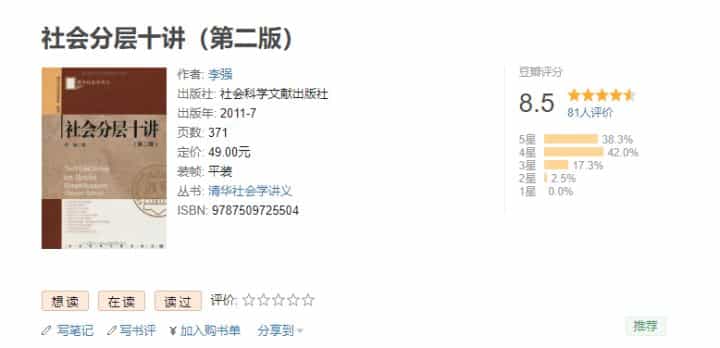 社会分层十讲（第二版）
作者: 李强
出版社: 社会科学文献出版社
出版年: 2011-7
页数: 371
定价: 49.00元
装帧: 平装
丛书: 清华社会学讲义
ISBN: 9787509725504
社会分层十讲
（第二版）
豆瓣评分
8.5
81人评价
5星 38.3%
4星 42.0%
3星 17.3%
2星 2.5%
1星 0.0%
想读 在读 读过 评价:
写笔记 写书评 ¥ 加入购书单 分享到
推荐